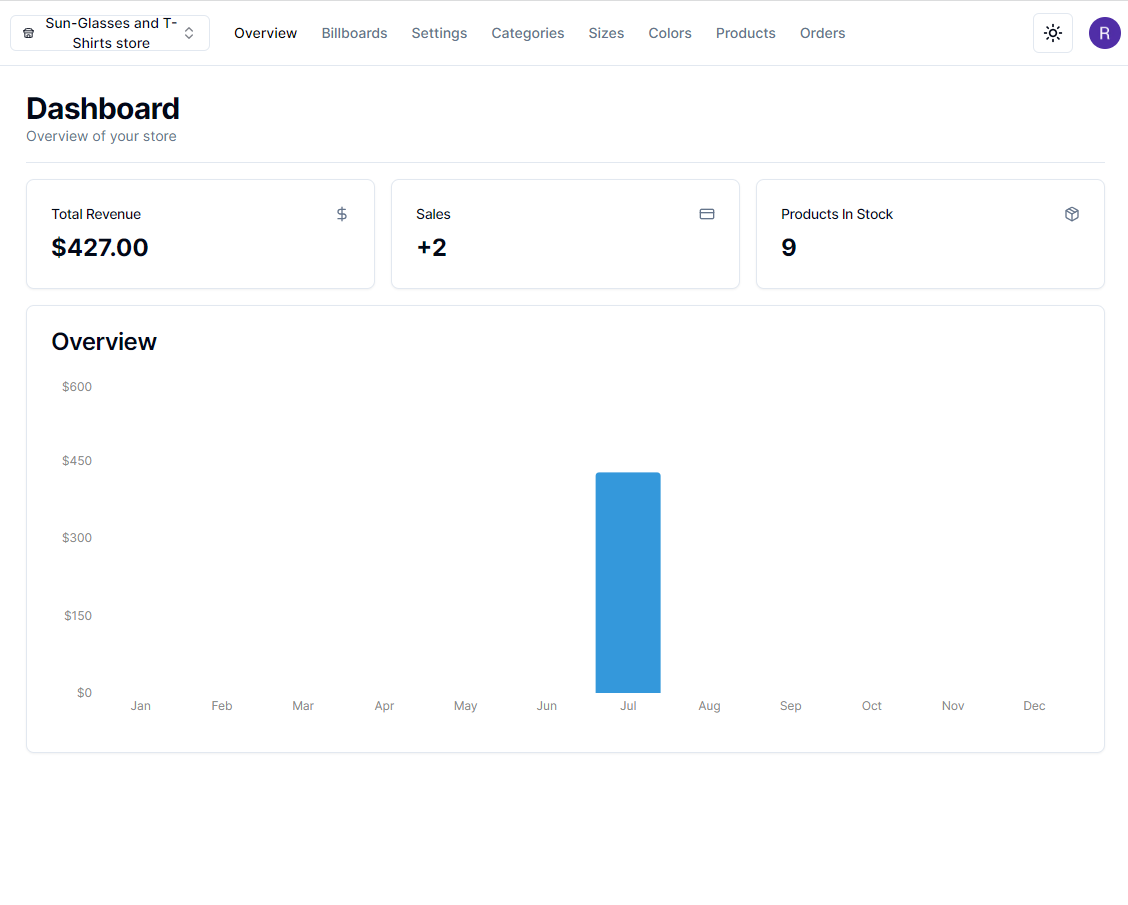 Sun-Glasses and T-
Shirts store
Overview Billboards Settings Categories Sizes Colors Products Orders
R
Dashboard
Overview of your store
Total Revenue
$
$427.00
Sales
+2
Products In Stock
9
Overview
$600
$450
$300
$150
$0
Jan Feb Mar Apr May Jun Jul Aug Sep Oct Nov Dec